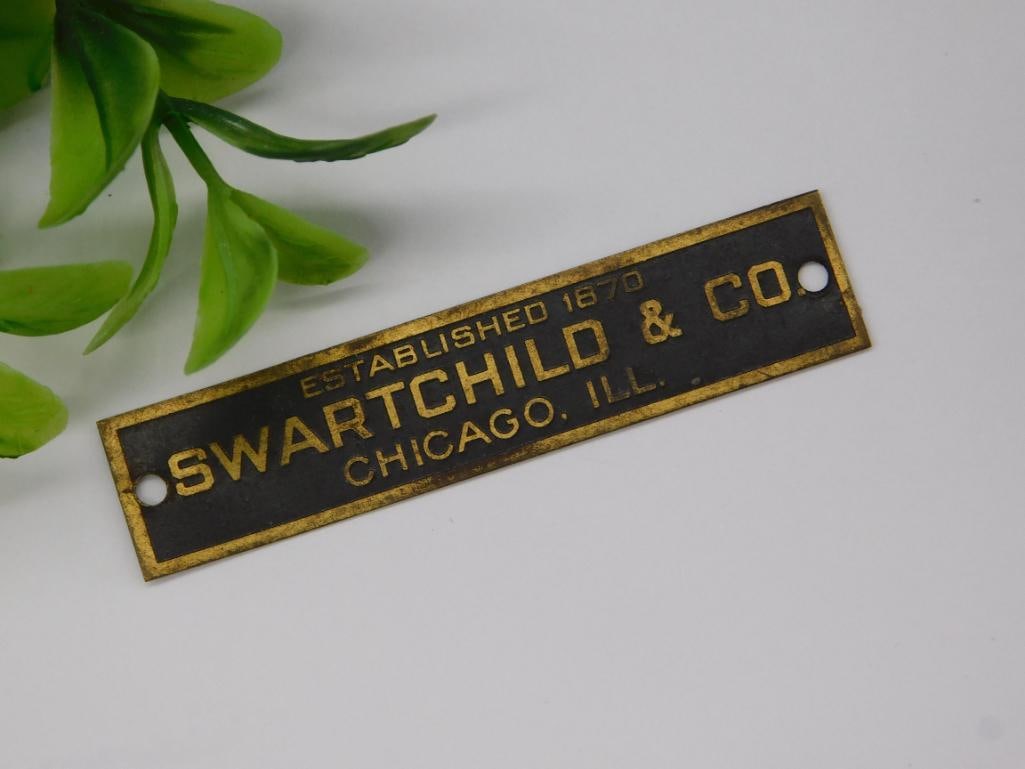 ESTABLISHED 1870
SWARTCHILD & CO.
CHICAGO, ILL.